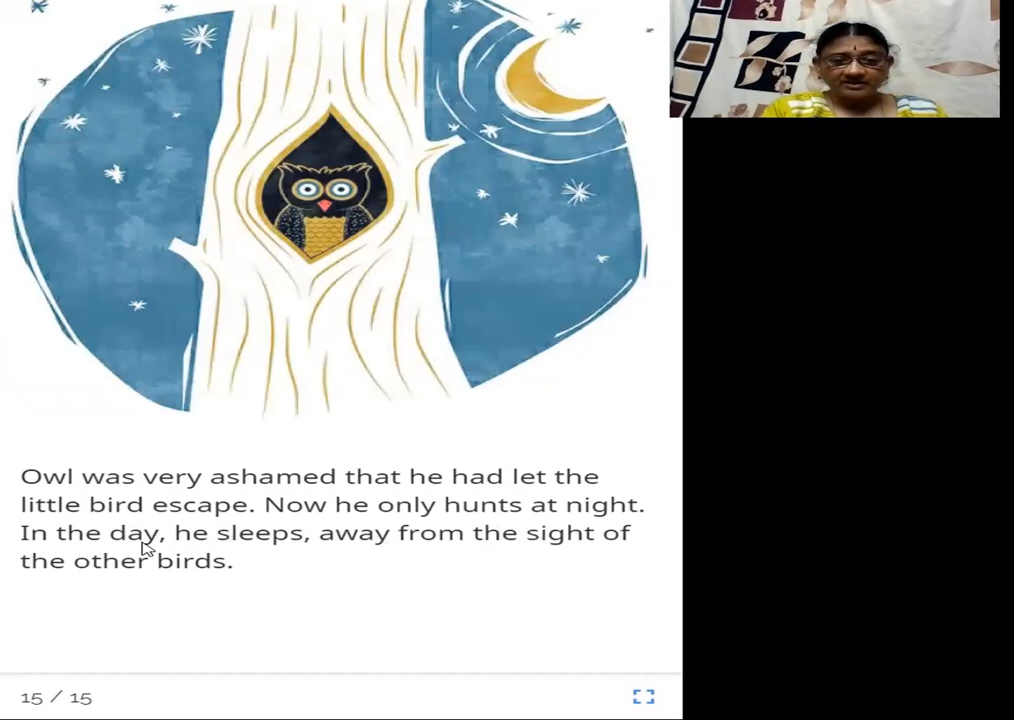 Owl was very ashamed that he had let the
little bird escape. Now he only hunts at night.
In the day, he sleeps, away from the sight of
the other birds.
15 / 15